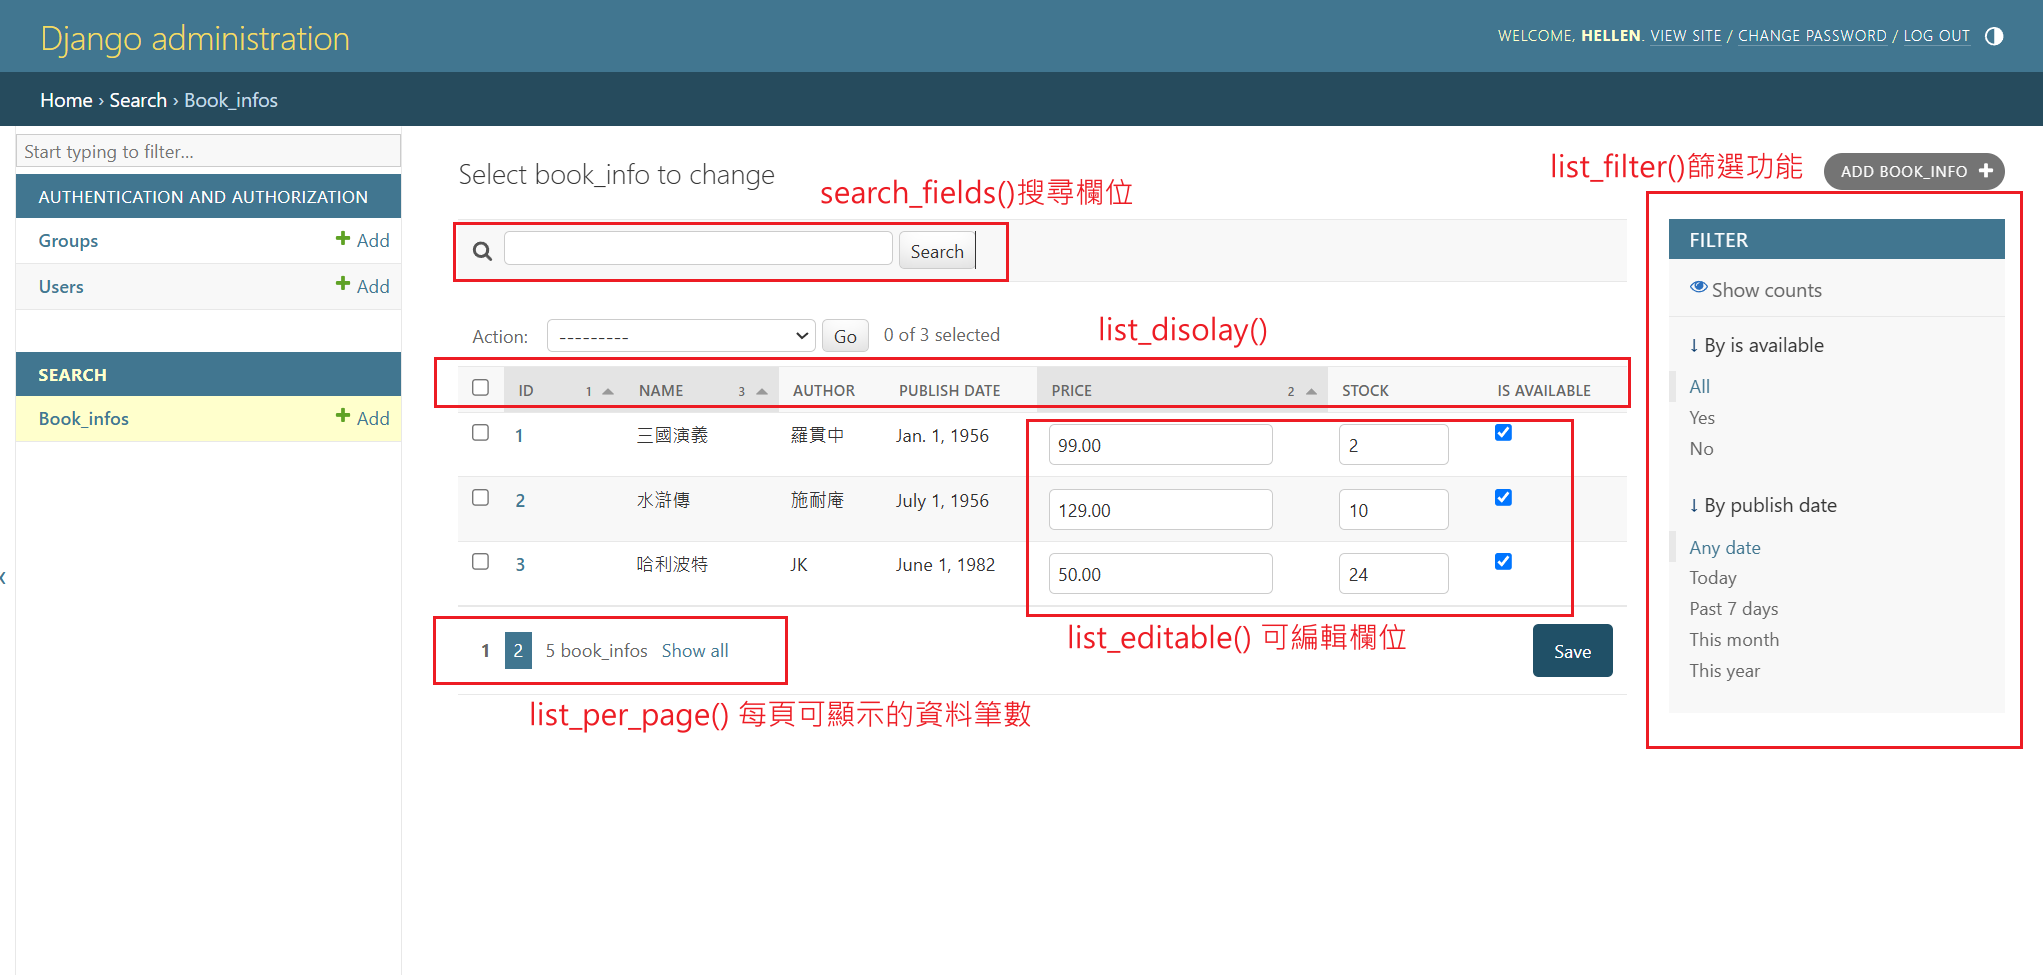 Django administration
WELCOME, HELLEN. VIEW SITE / CHANGE PASSWORD / LOG OUT
Home › Search › Book_infos
Start typing to filter...
AUTHENTICATION AND AUTHORIZATION
Groups + Add
Users + Add
SEARCH
Book_infos + Add
Select book_info to change
search_fields()搜尋欄位
list_filter()篩選功能
ADD BOOK_INFO +
Search
Action: --------- Go 0 of 3 selected
list_disolay()
ID 1 NAME 3 AUTHOR PUBLISH DATE PRICE 2 STOCK IS AVAILABLE
1 三國演義 羅貫中 Jan. 1, 1956 99.00 2
2 水滸傳 施耐庵 July 1, 1956 129.00 10
3 哈利波特 JK June 1, 1982 50.00 24
1 2 5 book_infos Show all
list_editable() 可編輯欄位
Save
list_per_page() 每頁可顯示的資料筆數
FILTER
Show counts
↓ By is available
All
Yes
No
↓ By publish date
Any date
Today
Past 7 days
This month
This year